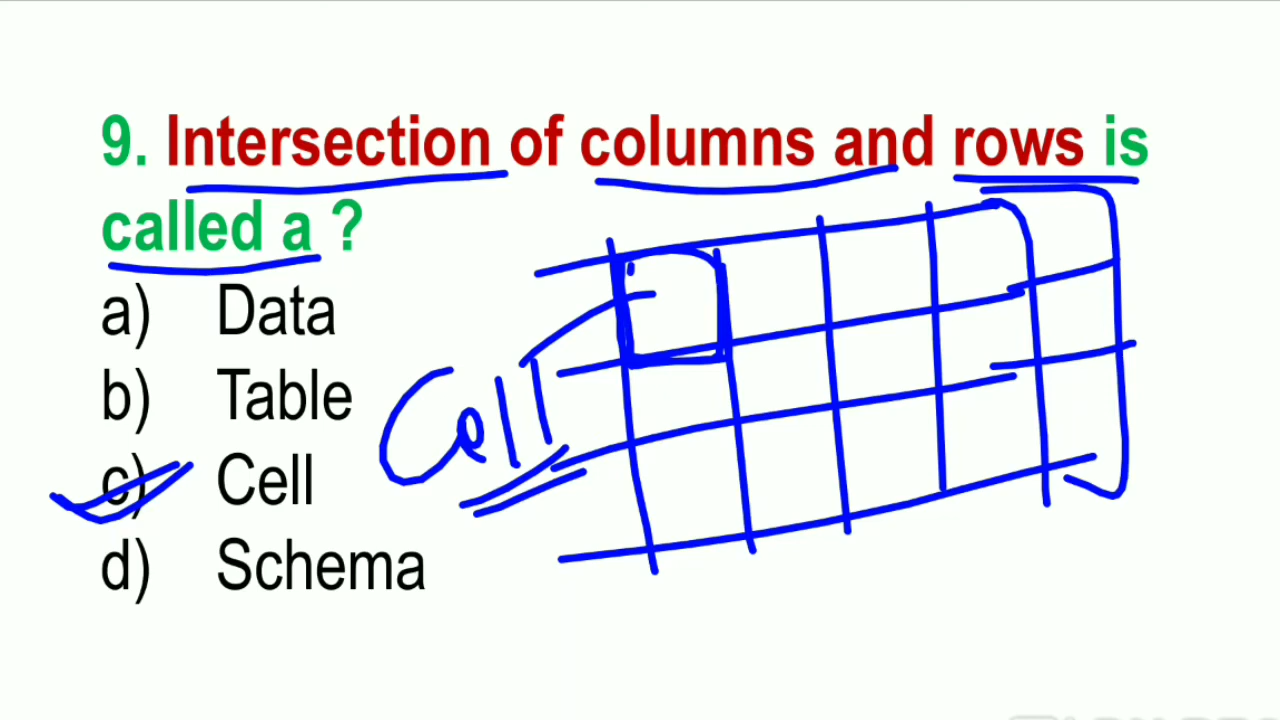 9. Intersection of columns and rows is
called a ?
a) Data
b) Table
c) Cell
d) Schema
Cell